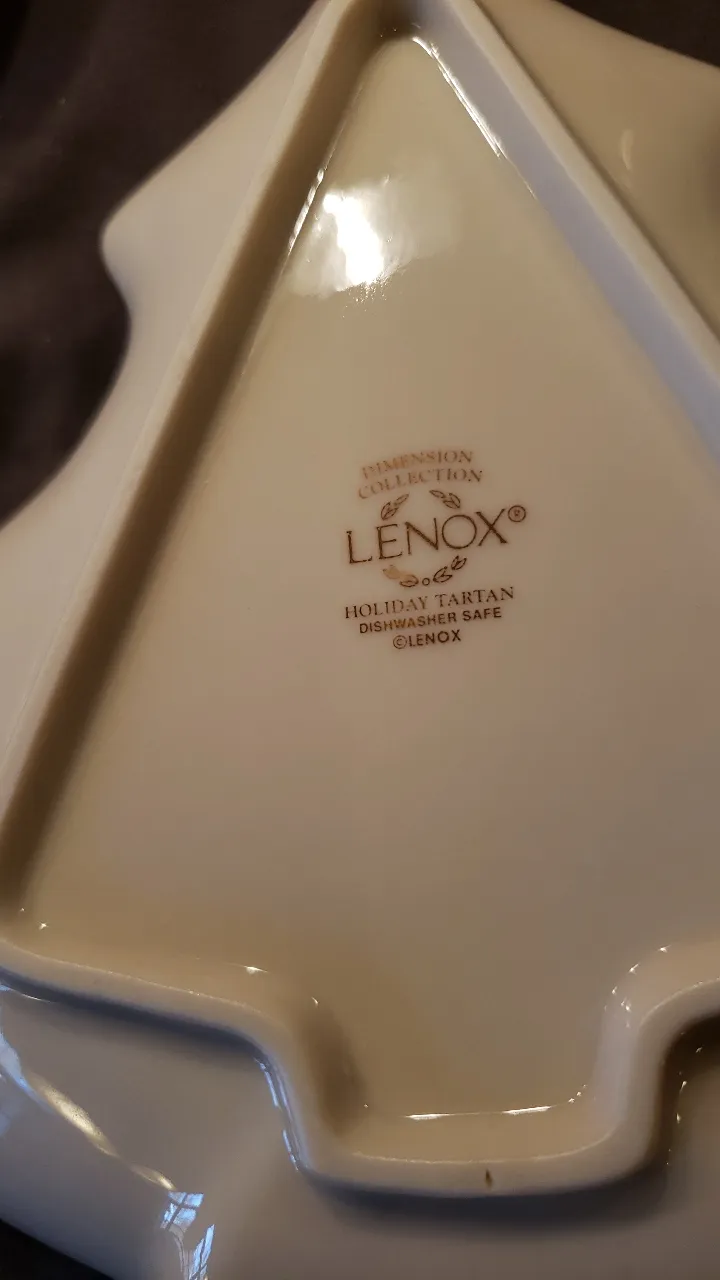 DIMENSION
COLLECTION
LENOX®
HOLIDAY TARTAN
DISHWASHER SAFE
©LENOX